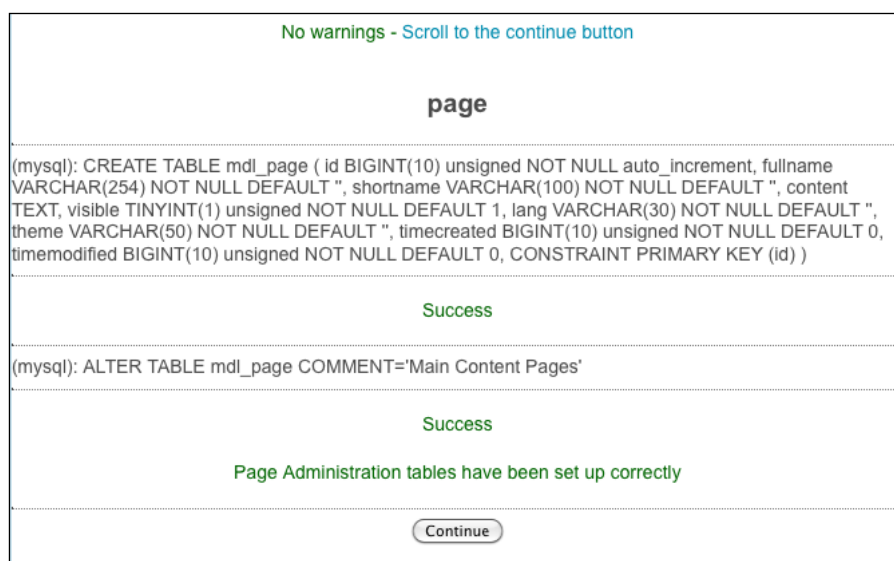 No warnings - Scroll to the continue button
page
(mysql): CREATE TABLE mdl_page ( id BIGINT(10) unsigned NOT NULL auto_increment, fullname
VARCHAR(254) NOT NULL DEFAULT '', shortname VARCHAR(100) NOT NULL DEFAULT '', content
TEXT, visible TINYINT(1) unsigned NOT NULL DEFAULT 1, lang VARCHAR(30) NOT NULL DEFAULT '',
theme VARCHAR(50) NOT NULL DEFAULT '', timecreated BIGINT(10) unsigned NOT NULL DEFAULT 0,
timemodified BIGINT(10) unsigned NOT NULL DEFAULT 0, CONSTRAINT PRIMARY KEY (id) )
Success
(mysql): ALTER TABLE mdl_page COMMENT='Main Content Pages'
Success
Page Administration tables have been set up correctly
Continue